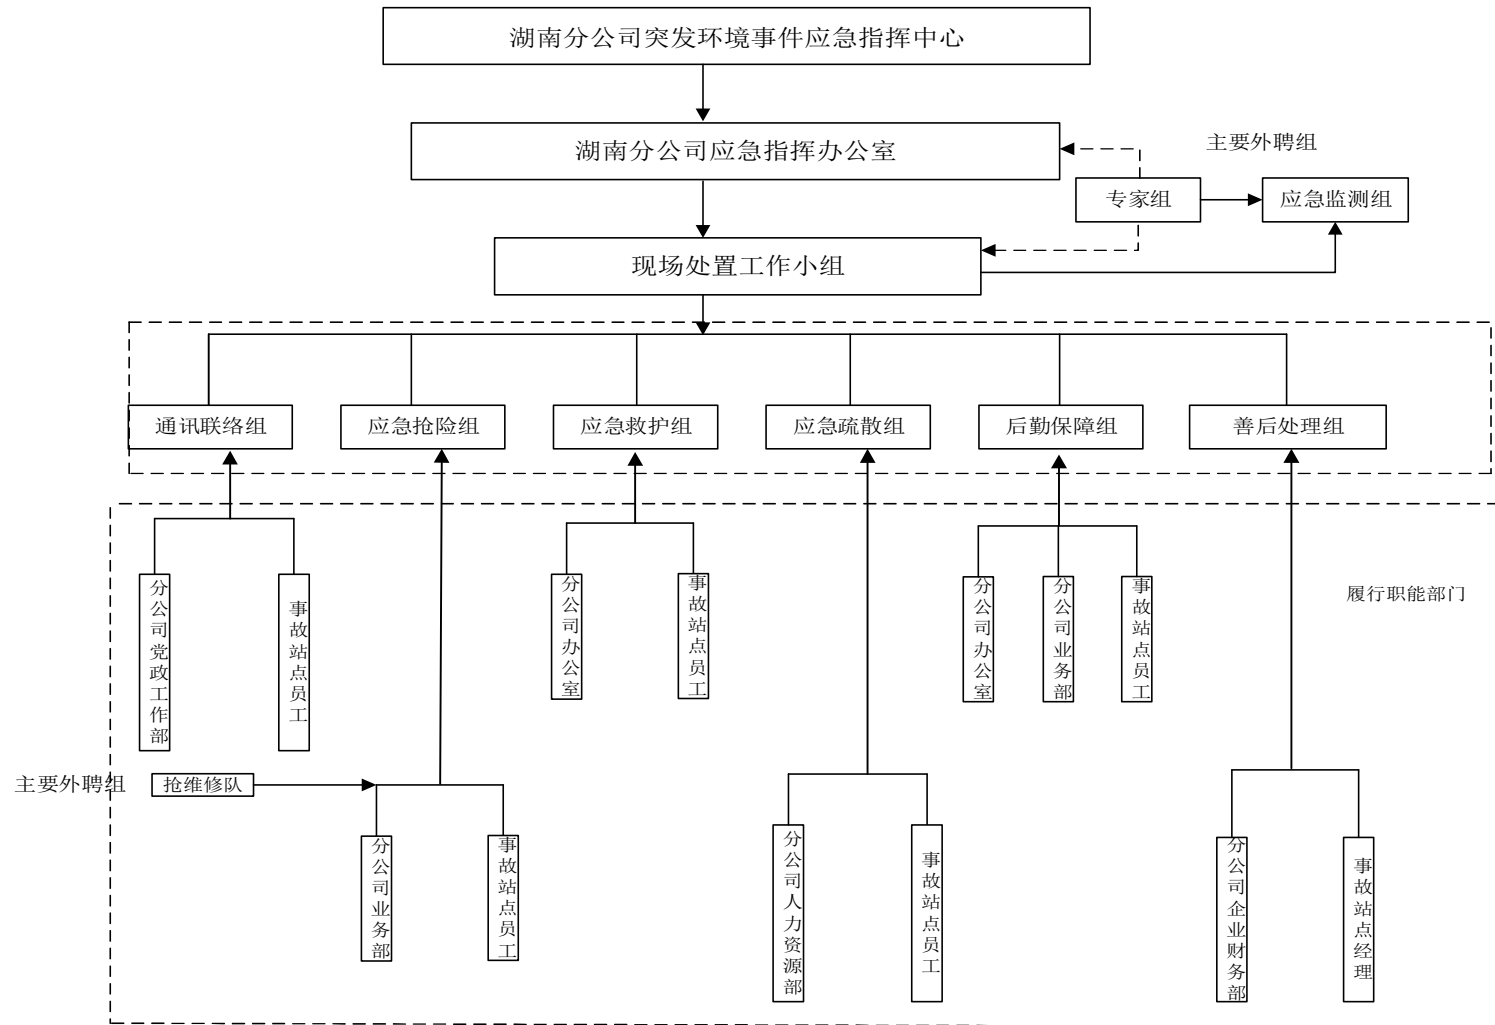 湖南分公司突发环境事件应急指挥中心
湖南分公司应急指挥办公室
主要外聘组
专家组
应急监测组
现场处置工作小组
通讯联络组
应急抢险组
应急救护组
应急疏散组
后勤保障组
善后处理组
分公司党政工作部
事故站点员工
分公司办公室
事故站点员工
分公司办公室
分公司业务部
事故站点员工
履行职能部门
主要外聘组
抢维修队
分公司业务部
事故站点员工
分公司人力资源部
事故站点员工
分公司企业财务部
事故站点经理